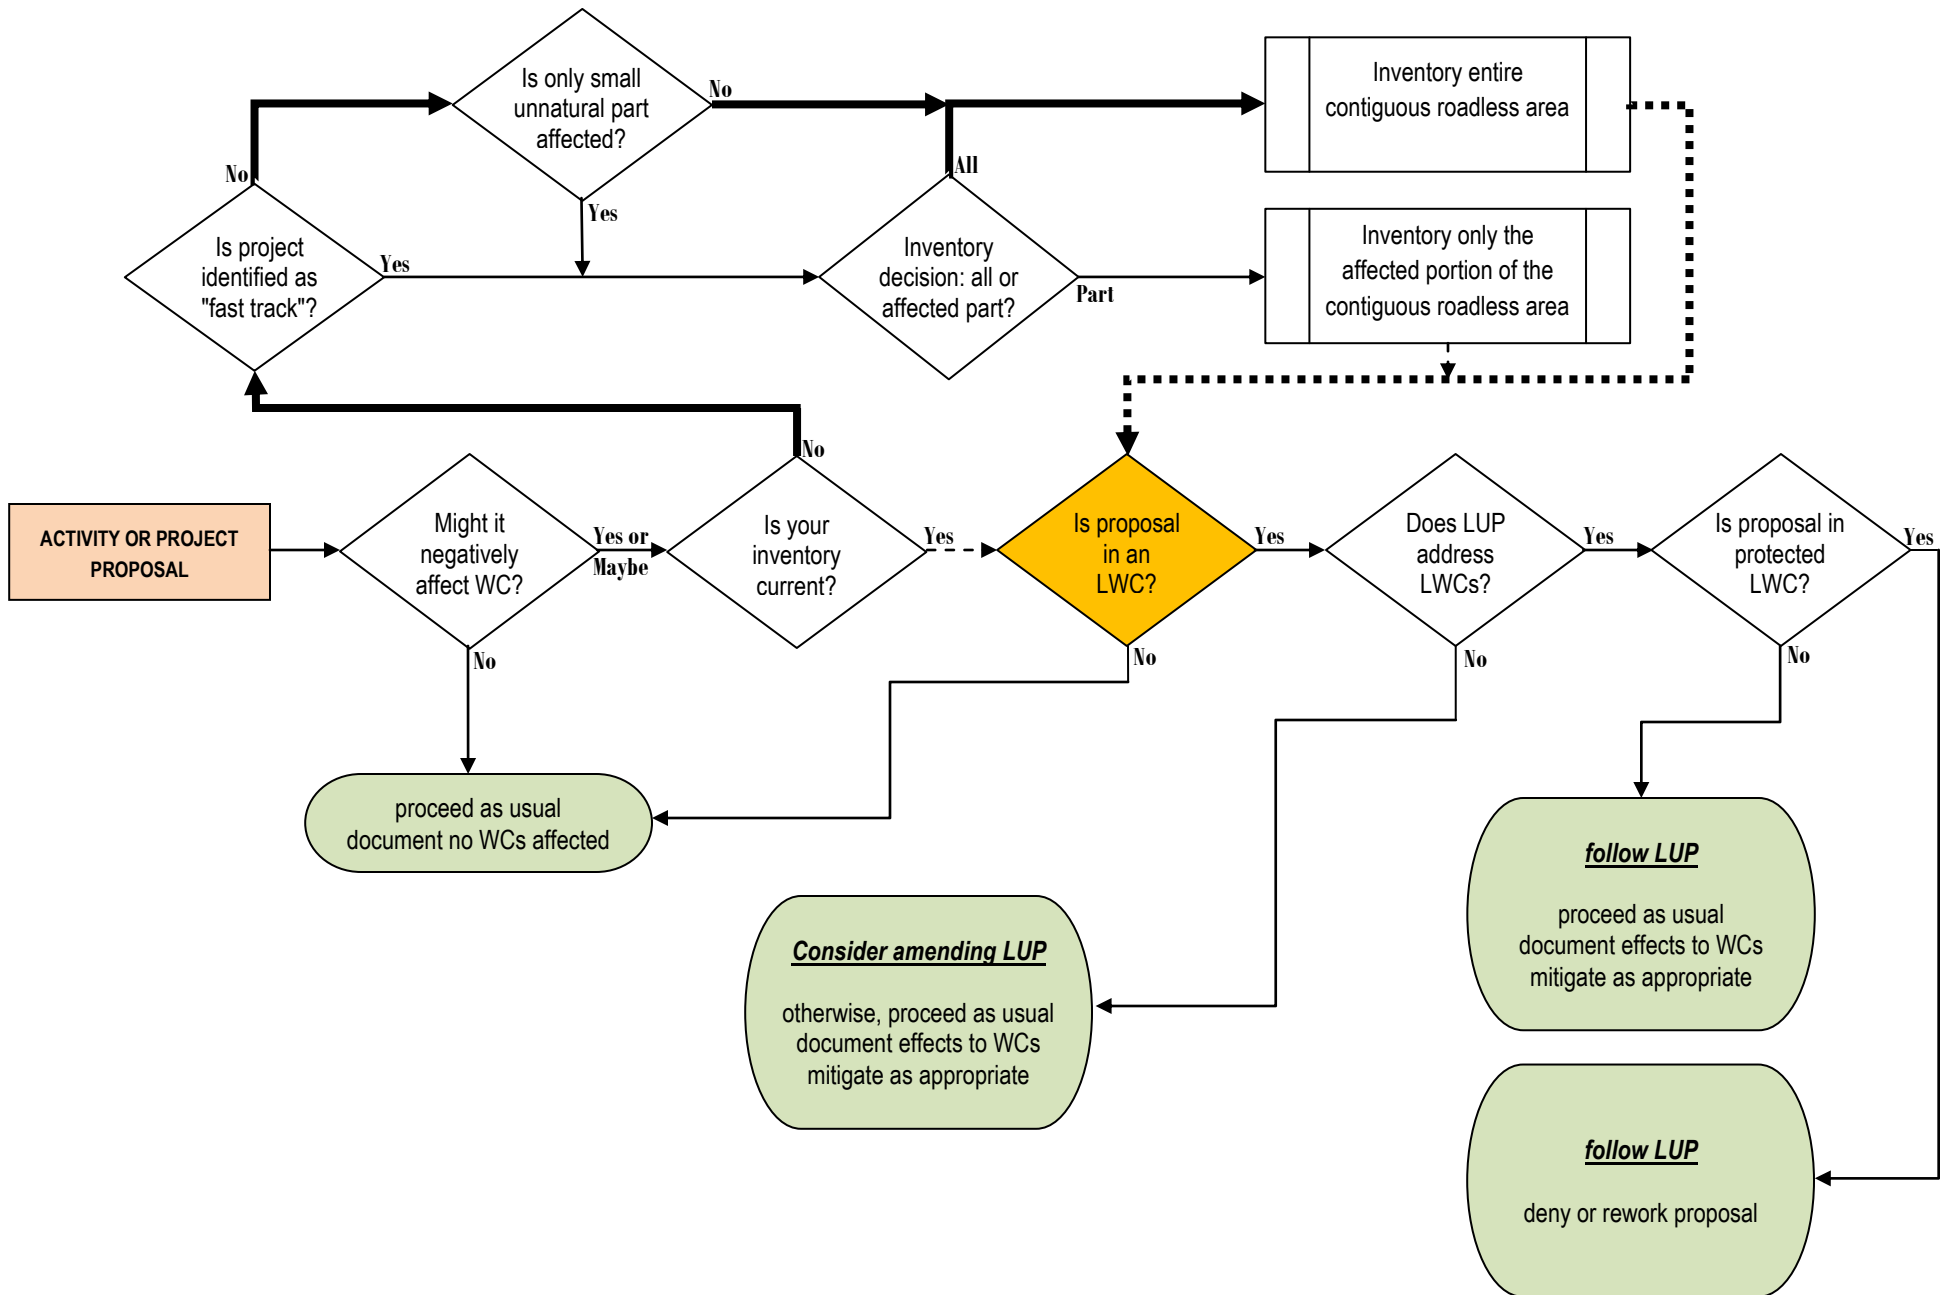 Is only small
unnatural part
affected?
No
Yes
Inventory entire
contiguous roadless area
No
Is project
identified as
"fast track"?
Yes
All
Inventory
decision: all or
affected part?
Part
Inventory only the
affected portion of the
contiguous roadless area
ACTIVITY OR PROJECT
PROPOSAL
Might it
negatively
affect WC?
Yes or
Maybe
No
No
Is your
inventory
current?
Yes
Is proposal
in an
LWC?
Yes
No
Does LUP
address
LWCs?
Yes
No
Is proposal in
protected
LWC?
Yes
No
proceed as usual
document no WCs affected
Consider amending LUP
otherwise, proceed as usual
document effects to WCs
mitigate as appropriate
follow LUP
proceed as usual
document effects to WCs
mitigate as appropriate
follow LUP
deny or rework proposal